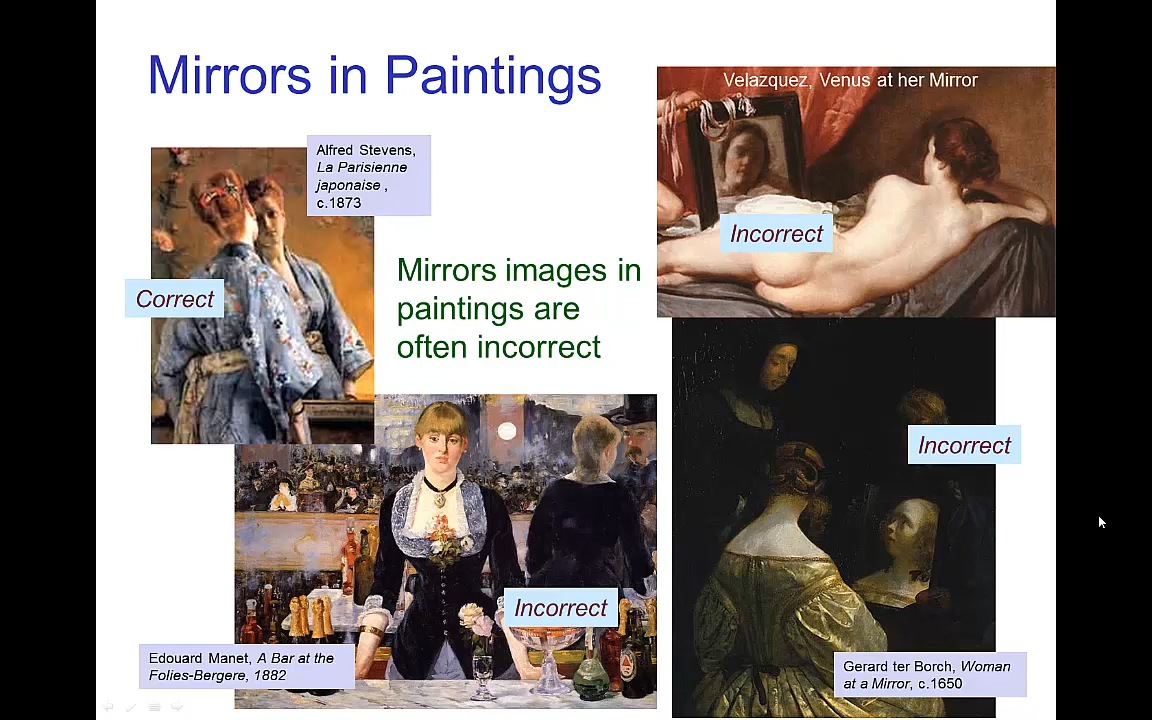 Mirrors in Paintings
Velazquez, Venus at her Mirror
Alfred Stevens,
La Parisienne
japonaise ,
c.1873
Incorrect
Correct
Mirrors images in
paintings are
often incorrect
Incorrect
Incorrect
Edouard Manet, A Bar at the
Folies-Bergere, 1882
Gerard ter Borch, Woman
at a Mirror, c.1650